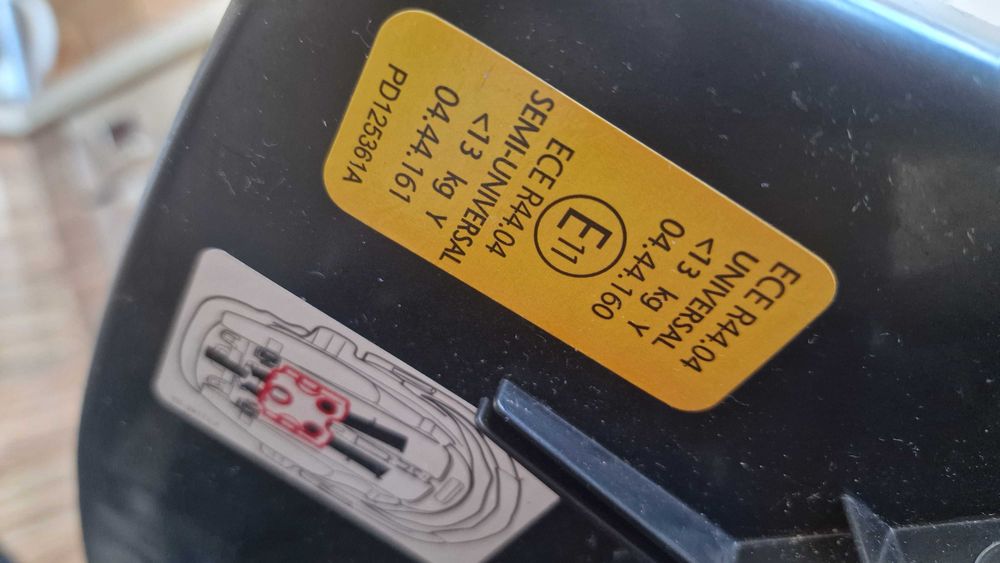 ECE R44.04
UNIVERSAL
<13 kg Y
04.44.160
E11
ECE R44.04
SEMI-UNIVERSAL
<13 kg Y
04.44.161
PD125361A